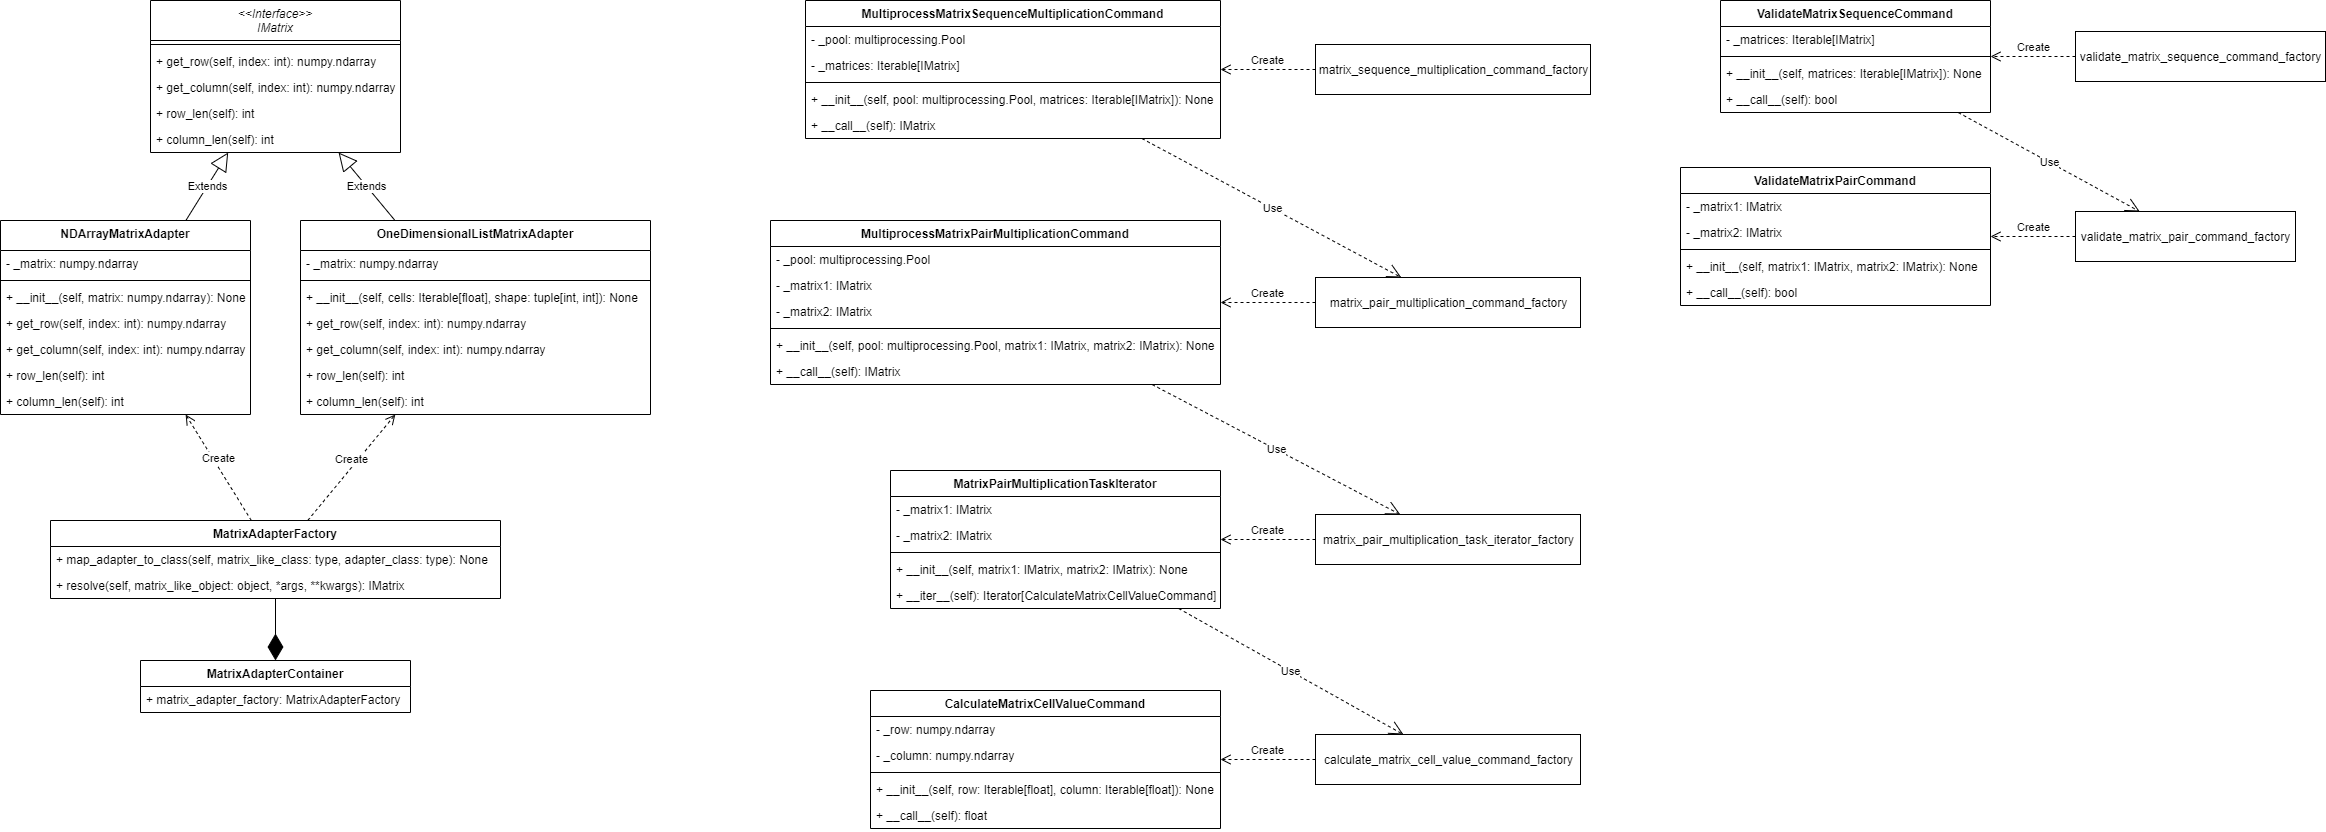 <<Interface>>
IMatrix
+ get_row(self, index: int): numpy.ndarray
+ get_column(self, index: int): numpy.ndarray
+ row_len(self): int
+ column_len(self): int
Extends
Extends
NDArrayMatrixAdapter
- _matrix: numpy.ndarray
+ __init__(self, matrix: numpy.ndarray): None
+ get_row(self, index: int): numpy.ndarray
+ get_column(self, index: int): numpy.ndarray
+ row_len(self): int
+ column_len(self): int
OneDimensionalListMatrixAdapter
- _matrix: numpy.ndarray
+ __init__(self, cells: Iterable[float], shape: tuple[int, int]): None
+ get_row(self, index: int): numpy.ndarray
+ get_column(self, index: int): numpy.ndarray
+ row_len(self): int
+ column_len(self): int
Create
Create
MatrixAdapterFactory
+ map_adapter_to_class(self, matrix_like_class: type, adapter_class: type): None
+ resolve(self, matrix_like_object: object, *args, **kwargs): IMatrix
MatrixAdapterContainer
+ matrix_adapter_factory: MatrixAdapterFactory
MultiprocessMatrixSequenceMultiplicationCommand
- _pool: multiprocessing.Pool
- _matrices: Iterable[IMatrix]
+ __init__(self, pool: multiprocessing.Pool, matrices: Iterable[IMatrix]): None
+ __call__(self): IMatrix
Create
matrix_sequence_multiplication_command_factory
Use
MultiprocessMatrixPairMultiplicationCommand
- _pool: multiprocessing.Pool
- _matrix1: IMatrix
- _matrix2: IMatrix
+ __init__(self, pool: multiprocessing.Pool, matrix1: IMatrix, matrix2: IMatrix): None
+ __call__(self): IMatrix
Create
matrix_pair_multiplication_command_factory
Use
MatrixPairMultiplicationTaskIterator
- _matrix1: IMatrix
- _matrix2: IMatrix
+ __init__(self, matrix1: IMatrix, matrix2: IMatrix): None
+ __iter__(self): Iterator[CalculateMatrixCellValueCommand]
Create
matrix_pair_multiplication_task_iterator_factory
Use
CalculateMatrixCellValueCommand
- _row: numpy.ndarray
- _column: numpy.ndarray
+ __init__(self, row: Iterable[float], column: Iterable[float]): None
+ __call__(self): float
Create
calculate_matrix_cell_value_command_factory
ValidateMatrixSequenceCommand
- _matrices: Iterable[IMatrix]
+ __init__(self, matrices: Iterable[IMatrix]): None
+ __call__(self): bool
Create
validate_matrix_sequence_command_factory
Use
ValidateMatrixPairCommand
- _matrix1: IMatrix
- _matrix2: IMatrix
+ __init__(self, matrix1: IMatrix, matrix2: IMatrix): None
+ __call__(self): bool
Create
validate_matrix_pair_command_factory